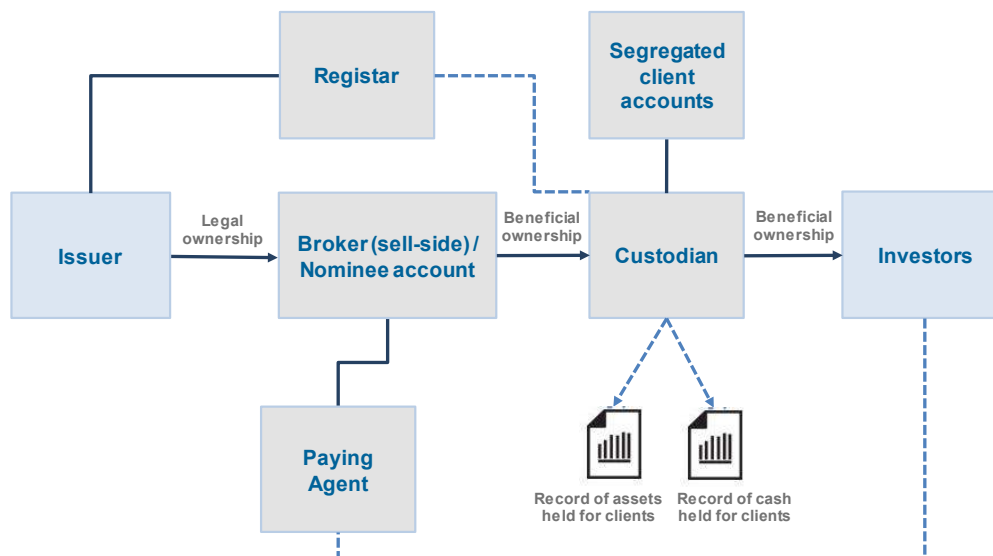 Registar
Segregated
client
accounts
Issuer
Legal
ownership
Broker (sell-side) /
Nominee account
Beneficial
ownership
Custodian
Beneficial
ownership
Investors
Paying
Agent
Record of assets
held for clients
Record of cash
held for clients